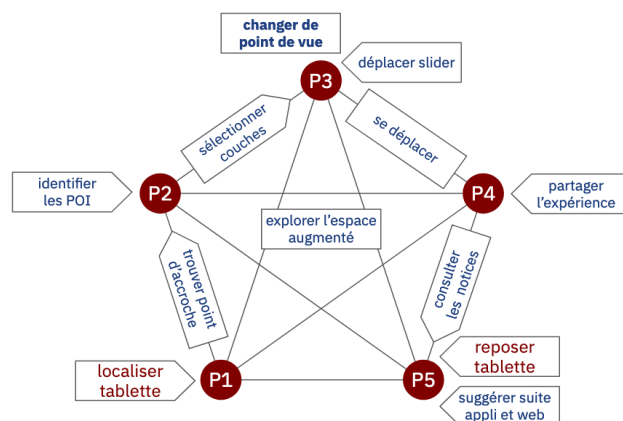 changer de
point de vue
P3
déplacer slider
sélectionner
couches
se déplacer
identifier
les POI
P2
P4
partager
l'expérience
explorer l'espace
augmenté
trouver point
d'accroche
consulter
les notices
localiser
tablette
P1
P5
reposer
tablette
suggérer suite
appli et web